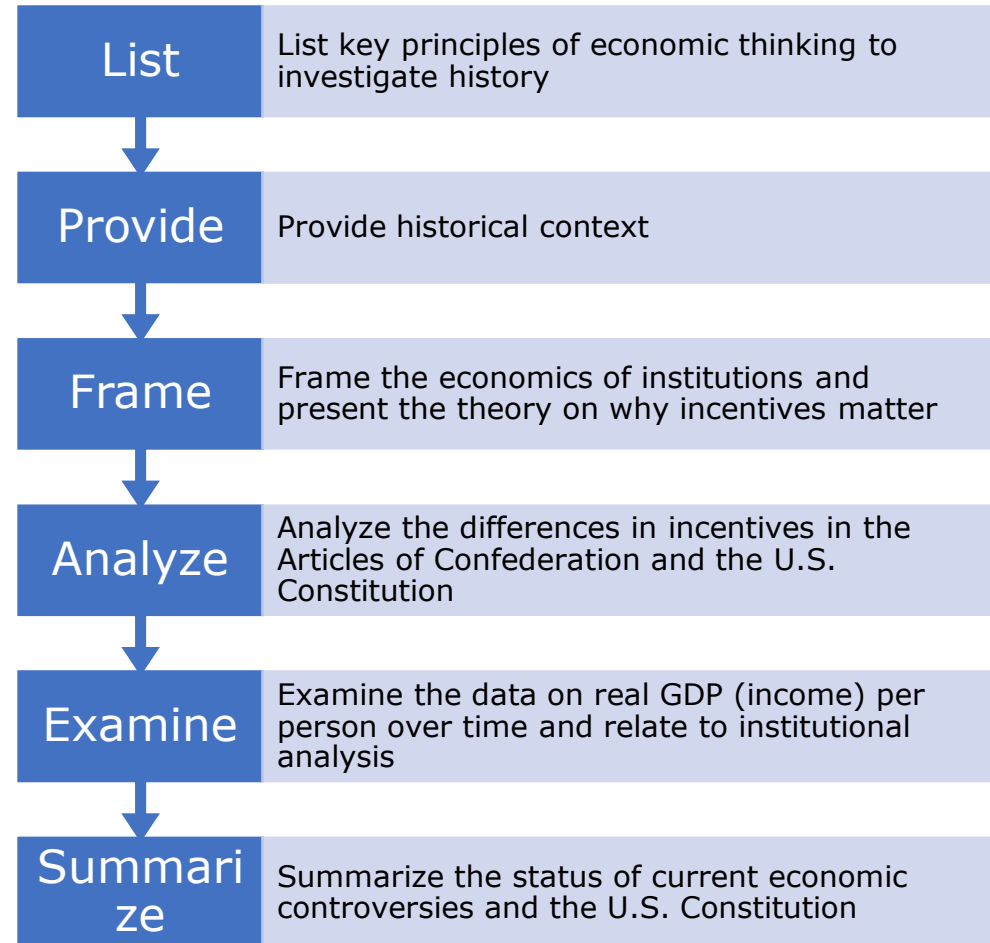 List
List key principles of economic thinking to
investigate history
Provide
Provide historical context
Frame
Frame the economics of institutions and
present the theory on why incentives matter
Analyze
Analyze the differences in incentives in the
Articles of Confederation and the U.S.
Constitution
Examine
Examine the data on real GDP (income) per
person over time and relate to institutional
analysis
Summari
ze
Summarize the status of current economic
controversies and the U.S. Constitution